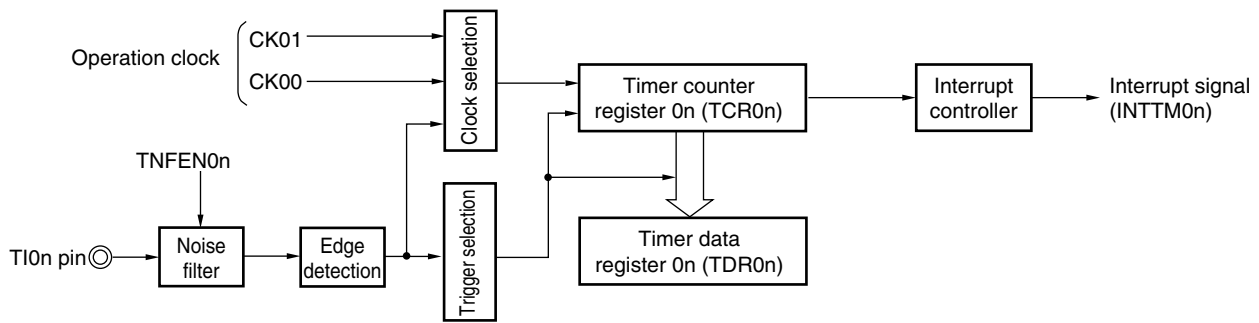 Operation clock
CK01
CK00
Clock selection
Timer counter
register 0n (TCR0n)
Interrupt
controller
Interrupt signal
(INTTM0n)
TNFEN0n
TI0n pin
Noise
filter
Edge
detection
Trigger selection
Timer data
register 0n (TDR0n)